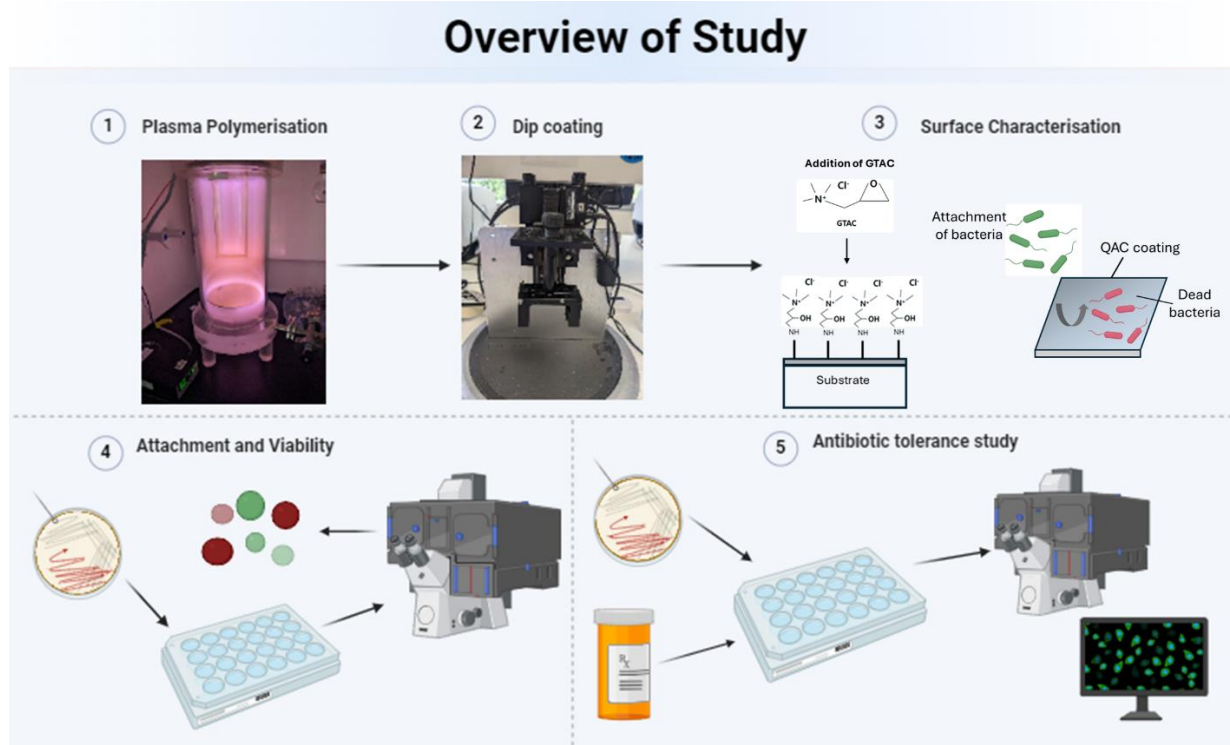 Overview of Study
1
Plasma Polymerisation
2
Dip coating
3
Surface Characterisation
Addition of GTAC
Cl⁻
O
N⁺
GTAC
Cl⁻ Cl⁻ Cl⁻ Cl⁻
N⁺ N⁺ N⁺ N⁺
OH OH OH OH
NH NH NH NH
Substrate
Attachment
of bacteria
QAC coating
Dead
bacteria
4
Attachment and Viability
5
Antibiotic tolerance study
Rx